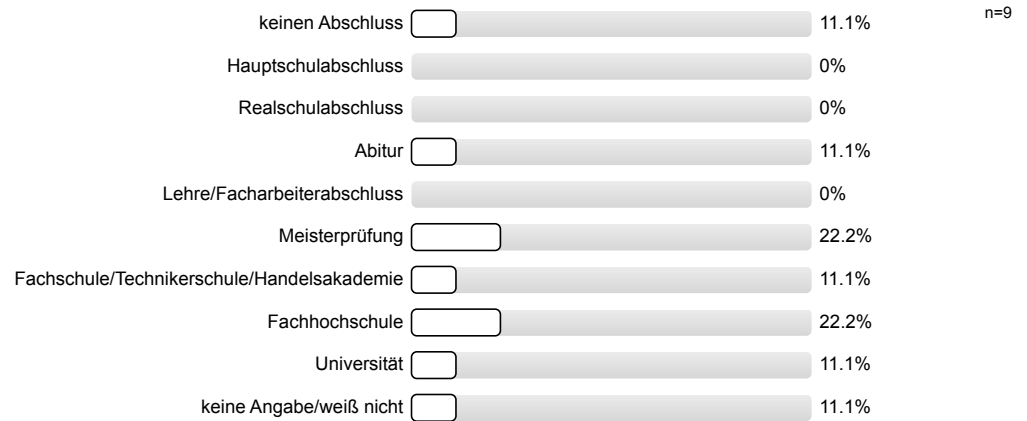 keinen Abschluss 11.1% n=9
Hauptschulabschluss 0%
Realschulabschluss 0%
Abitur 11.1%
Lehre/Facharbeiterabschluss 0%
Meisterprüfung 22.2%
Fachschule/Technikerschule/Handelsakademie 11.1%
Fachhochschule 22.2%
Universität 11.1%
keine Angabe/weiß nicht 11.1%